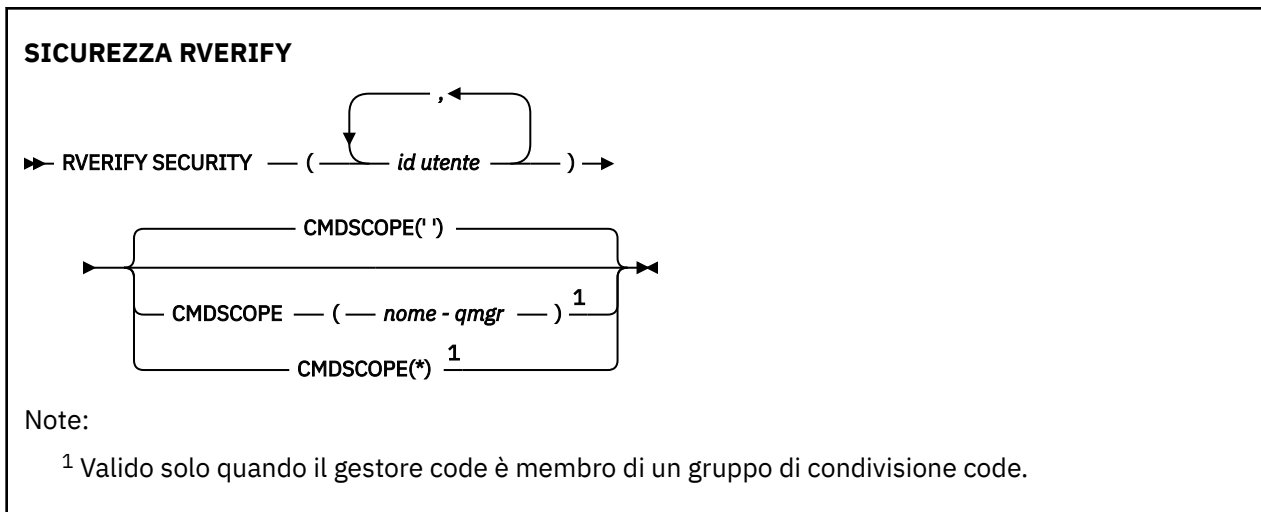 SICUREZZA RVERIFY
,
RVERIFY SECURITY ( id utente )
CMDSCOPE(' ')
CMDSCOPE ( nome - qmgr ) 1
CMDSCOPE(*) 1
Note:
1 Valido solo quando il gestore code è membro di un gruppo di condivisione code.